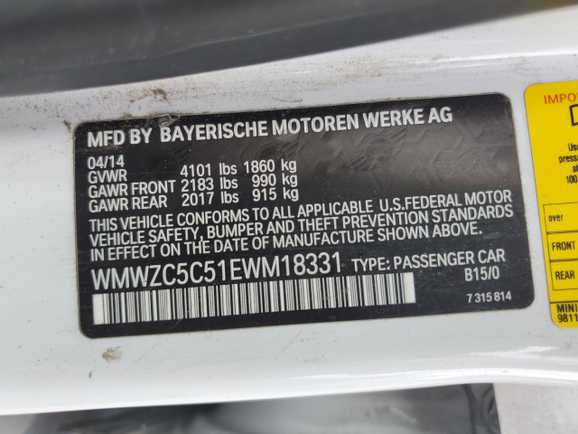 MFD BY BAYERISCHE MOTOREN WERKE AG
04/14
GVWR 4101 lbs 1860 kg
GAWR FRONT 2183 lbs 990 kg
GAWR REAR 2017 lbs 915 kg
THIS VEHICLE CONFORMS TO ALL APPLICABLE U.S.FEDERAL MOTOR
VEHICLE SAFETY, BUMPER AND THEFT PREVENTION STANDARDS
IN EFFECT ON THE DATE OF MANUFACTURE SHOWN ABOVE.
WMWZC5C51EWM18331 TYPE: PASSENGER CAR
B15/0
7 315 814
over
FRONT
REAR
MINI
9811